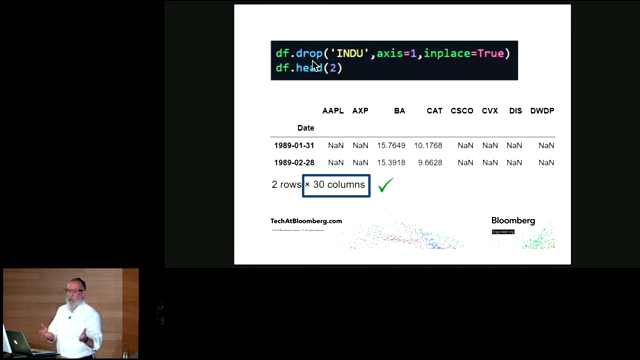 df.drop('INDU',axis=1,inplace=True)
df.head(2)
AAPL AXP BA CAT CSCO CVX DIS DWDP
Date
1989-01-31 NaN NaN 15.7649 10.1768 NaN NaN NaN NaN
1989-02-28 NaN NaN 15.3918 9.6628 NaN NaN NaN NaN
2 rows × 30 columns
TechAtBloomberg.com
Bloomberg
Engineering